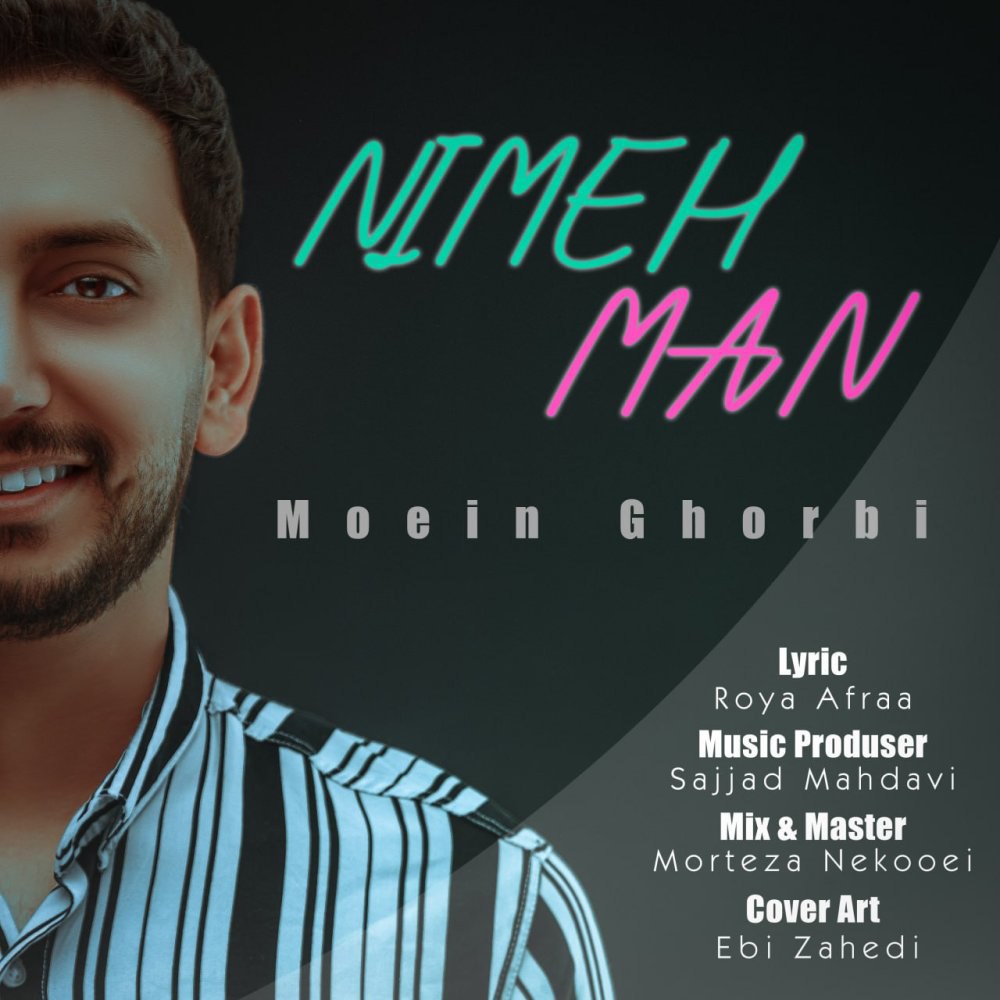 NIMEH
MAN
Moein Ghorbi
Lyric
Roya Afraa
Music Produser
Sajjad Mahdavi
Mix & Master
Morteza Nekooei
Cover Art
Ebi Zahedi